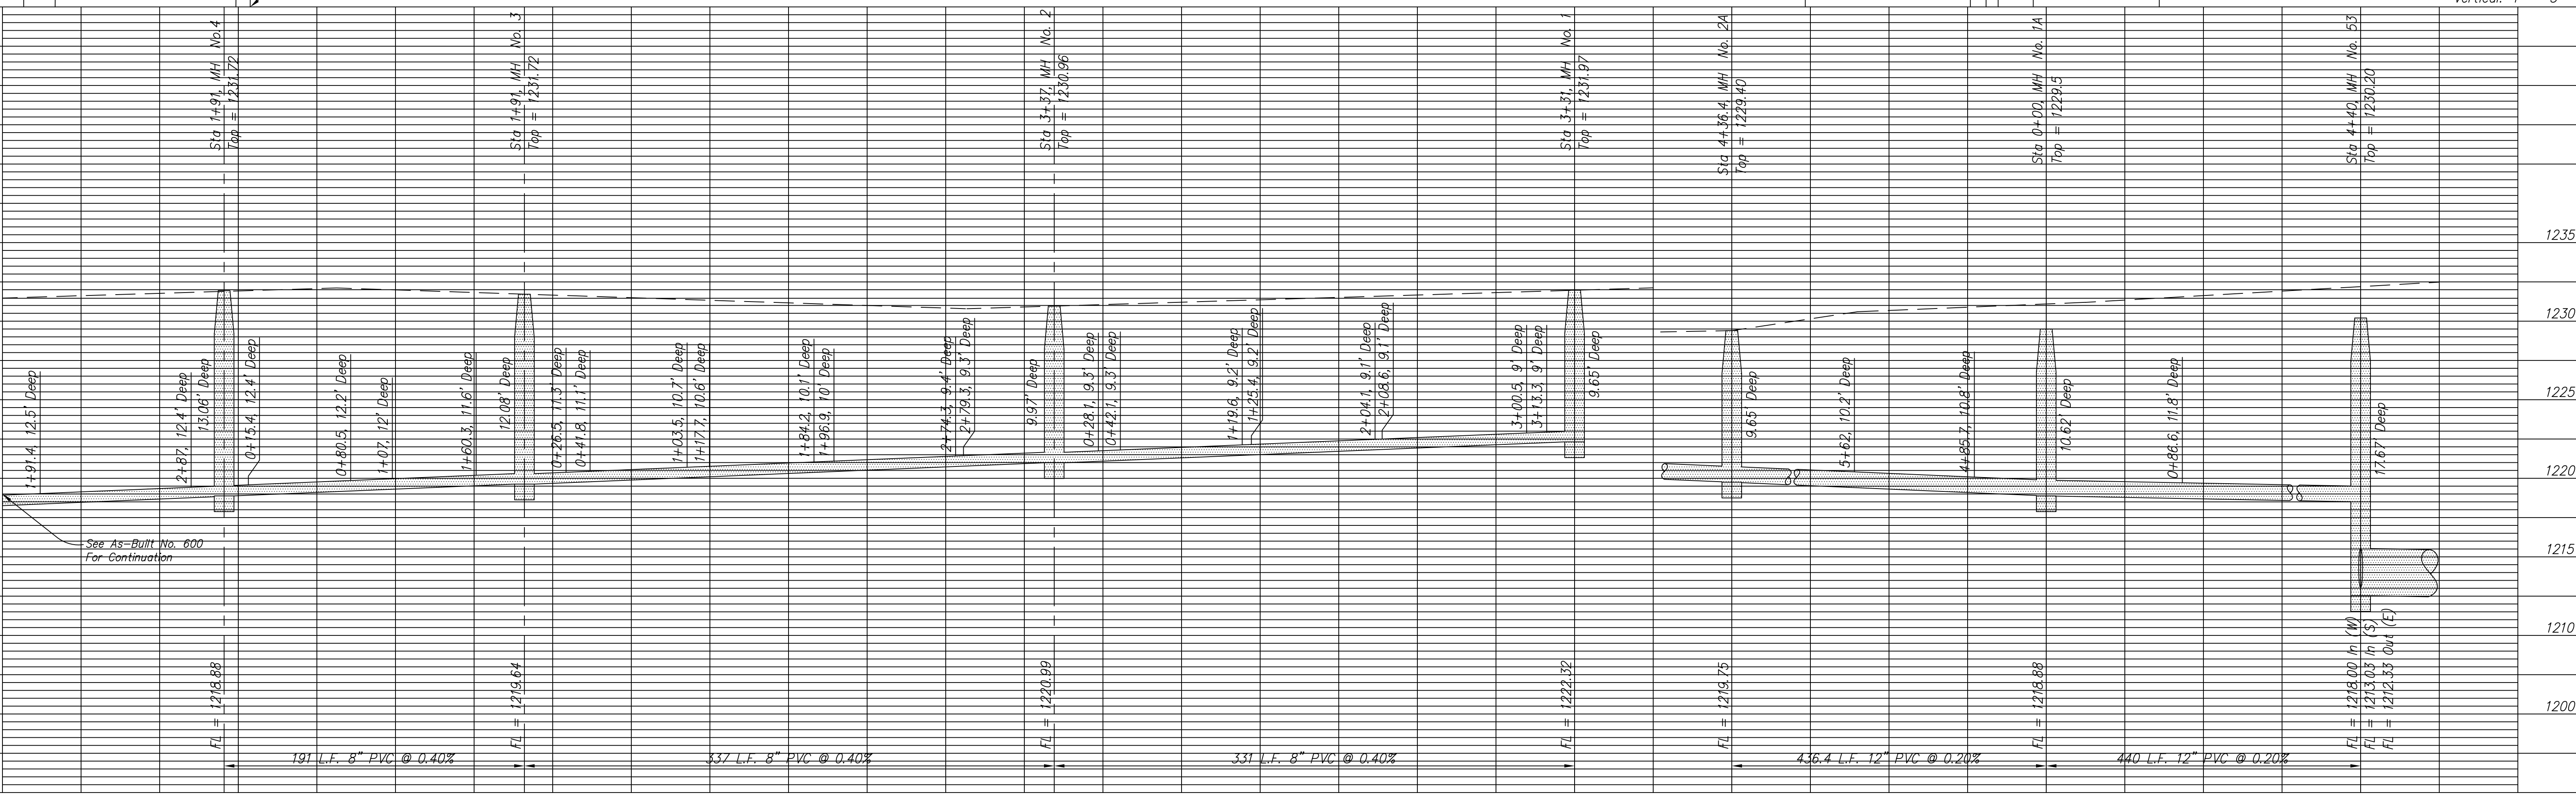 Sta 1+91, MH No. 4
Top = 1231.72
Sta 1+91, MH No. 3
Top = 1231.72
Sta 3+37, MH No. 2
Top = 1230.96
Sta 3+31, MH No. 1
Top = 1231.97
Sta 4+36.4, MH No. 2A
Top = 1229.40
Sta 0+00, MH No. 1A
Top = 1229.5
Sta 4+40, MH No. 53
Top = 1230.20
1235
1230
1225
1220
1215
1210
1200
1+91.4, 12.5' Deep
2+87, 12.4' Deep
13.06' Deep
0+15.4, 12.4' Deep
0+80.5, 12.2' Deep
1+07, 12' Deep
1+60.3, 11.6' Deep
12.08' Deep
0+26.5, 11.3' Deep
0+41.8, 11.1' Deep
1+03.5, 10.7' Deep
1+17.7, 10.6' Deep
1+84.2, 10.1' Deep
1+96.9, 10' Deep
2+74.3, 9.4' Deep
2+79.3, 9.3' Deep
9.97' Deep
0+28.1, 9.3' Deep
0+42.1, 9.3' Deep
1+19.6, 9.2' Deep
1+25.4, 9.2' Deep
2+04.1, 9.1' Deep
2+08.6, 9.1' Deep
3+00.5, 9' Deep
3+13.3, 9' Deep
9.65' Deep
9.65' Deep
5+62, 10.2' Deep
4+85.7, 10.8' Deep
10.62' Deep
0+86.6, 11.8' Deep
17.67' Deep
See As-Built No. 600
For Continuation
FL = 1218.88
FL = 1219.64
FL = 1220.99
FL = 1222.32
FL = 1219.75
FL = 1218.88
FL = 1218.00 In (W)
FL = 1213.03 In (S)
FL = 1212.33 Out (E)
191 L.F. 8" PVC @ 0.40%
337 L.F. 8" PVC @ 0.40%
331 L.F. 8" PVC @ 0.40%
436.4 L.F. 12" PVC @ 0.20%
440 L.F. 12" PVC @ 0.20%